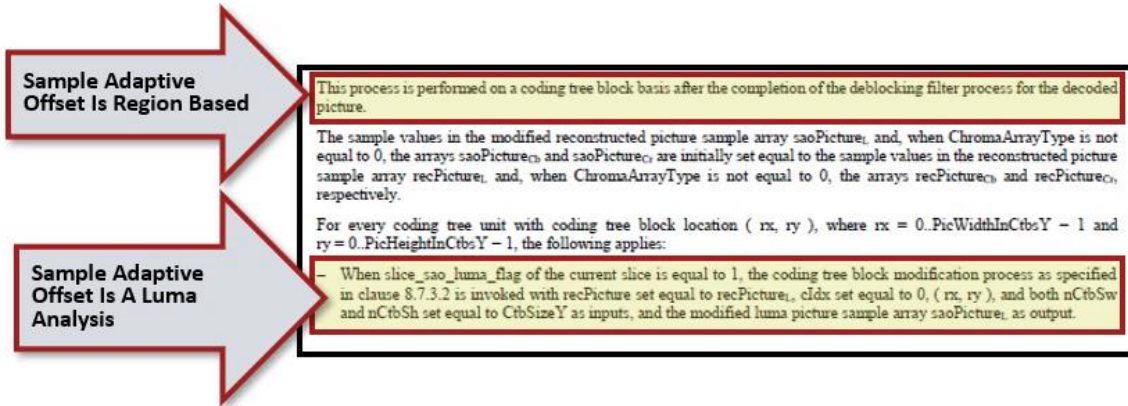 Sample Adaptive
Offset Is Region Based
This process is performed on a coding tree block basis after the completion of the deblocking filter process for the decoded
picture.
The sample values in the modified reconstructed picture sample array saoPictureL and, when ChromaArrayType is not
equal to 0, the arrays saoPictureCb and saoPictureCr are initially set equal to the sample values in the reconstructed picture
sample array recPictureL and, when ChromaArrayType is not equal to 0, the arrays recPictureCb and recPictureCr,
respectively.
For every coding tree unit with coding tree block location ( rx, ry ), where rx = 0..PicWidthInCtbsY − 1 and
ry = 0..PicHeightInCtbsY − 1, the following applies:
Sample Adaptive
Offset Is A Luma
Analysis
– When slice_sao_luma_flag of the current slice is equal to 1, the coding tree block modification process as specified
in clause 8.7.3.2 is invoked with recPicture set equal to recPictureL, cIdx set equal to 0, ( rx, ry ), and both nCtbSw
and nCtbSh set equal to CtbSizeY as inputs, and the modified luma picture sample array saoPictureL as output.